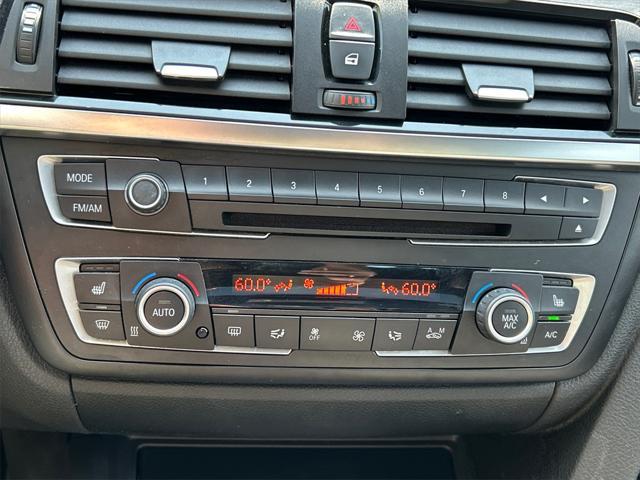 MODE
1 2 3 4 5 6 7 8
FM/AM
60.0° 60.0°
AUTO
MAX
A/C
OFF
A M
A/C